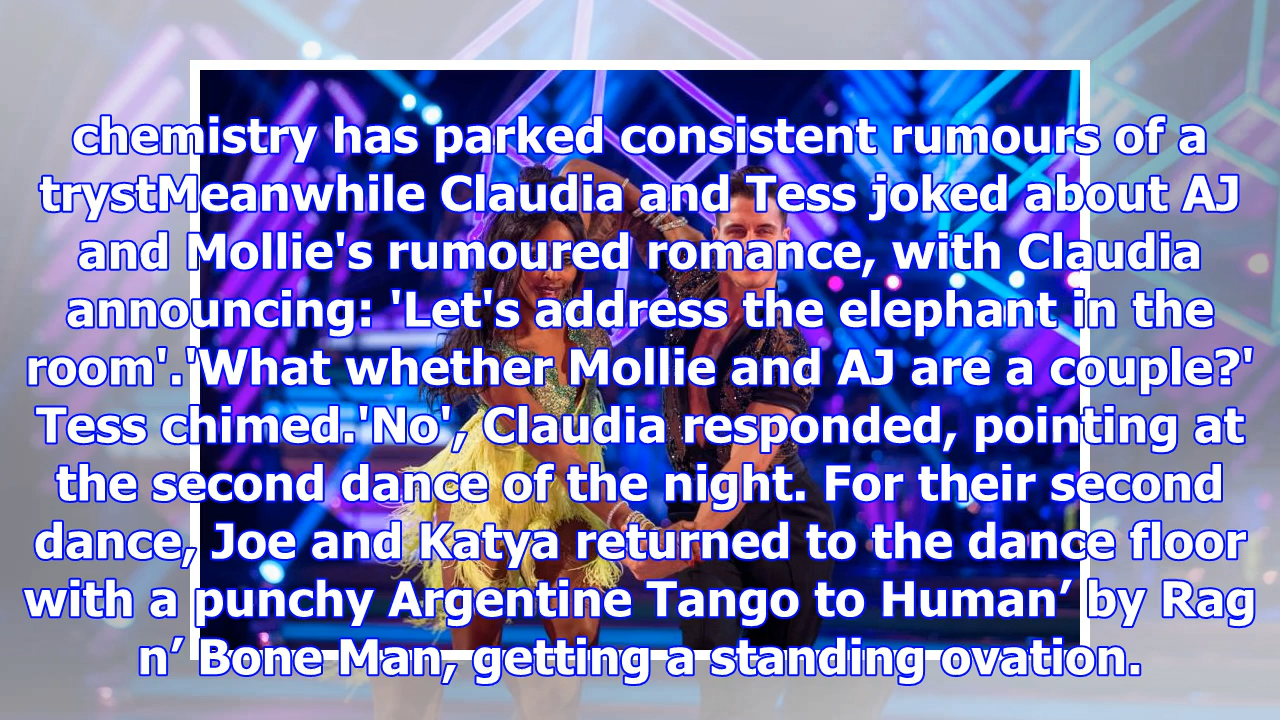 chemistry has parked consistent rumours of a
trystMeanwhile Claudia and Tess joked about AJ
and Mollie's rumoured romance, with Claudia
announcing: 'Let's address the elephant in the
room'.'What whether Mollie and AJ are a couple?'
Tess chimed.'No', Claudia responded, pointing at
the second dance of the night. For their second
dance, Joe and Katya returned to the dance floor
with a punchy Argentine Tango to Human’ by Rag
n’ Bone Man, getting a standing ovation.